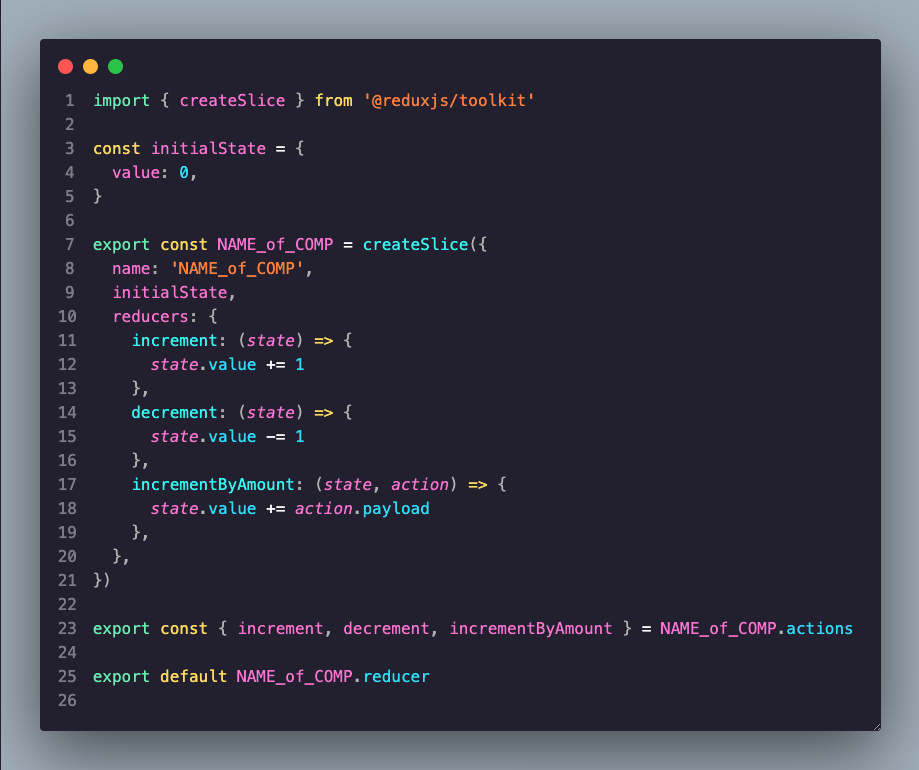 1 import { createSlice } from '@reduxjs/toolkit'
2
3 const initialState = {
4   value: 0,
5 }
6
7 export const NAME_of_COMP = createSlice({
8   name: 'NAME_of_COMP',
9   initialState,
10   reducers: {
11     increment: (state) => {
12       state.value += 1
13     },
14     decrement: (state) => {
15       state.value -= 1
16     },
17     incrementByAmount: (state, action) => {
18       state.value += action.payload
19     },
20   },
21 })
22
23 export const { increment, decrement, incrementByAmount } = NAME_of_COMP.actions
24
25 export default NAME_of_COMP.reducer
26